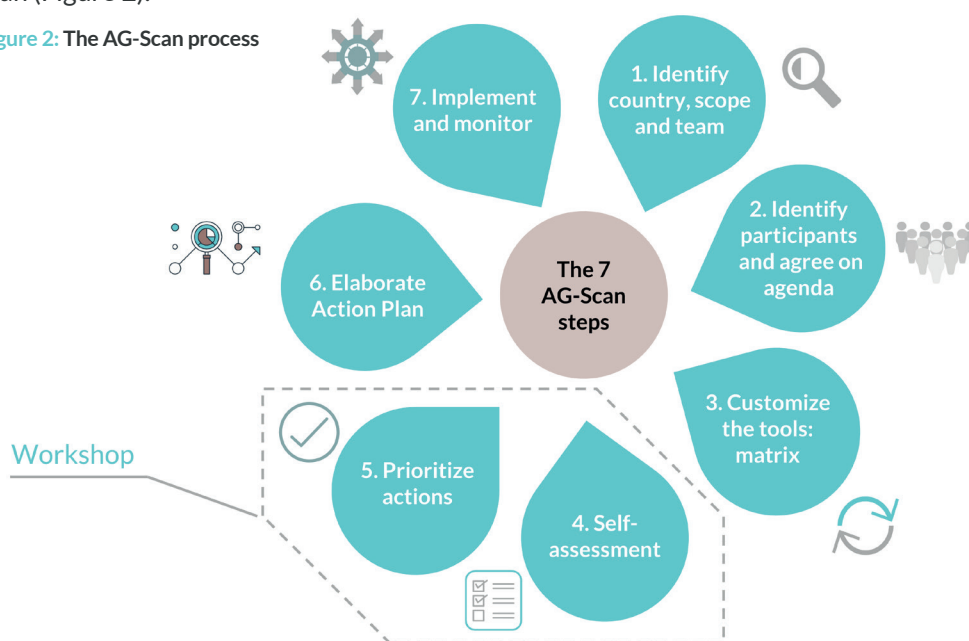 (Figure 2).
Figure 2: The AG-Scan process
1. Identify
country, scope
and team
2. Identify
participants
and agree on
agenda
3. Customize
the tools:
matrix
4. Self-
assessment
5. Prioritize
actions
6. Elaborate
Action Plan
7. Implement
and monitor
The 7
AG-Scan
steps
Workshop